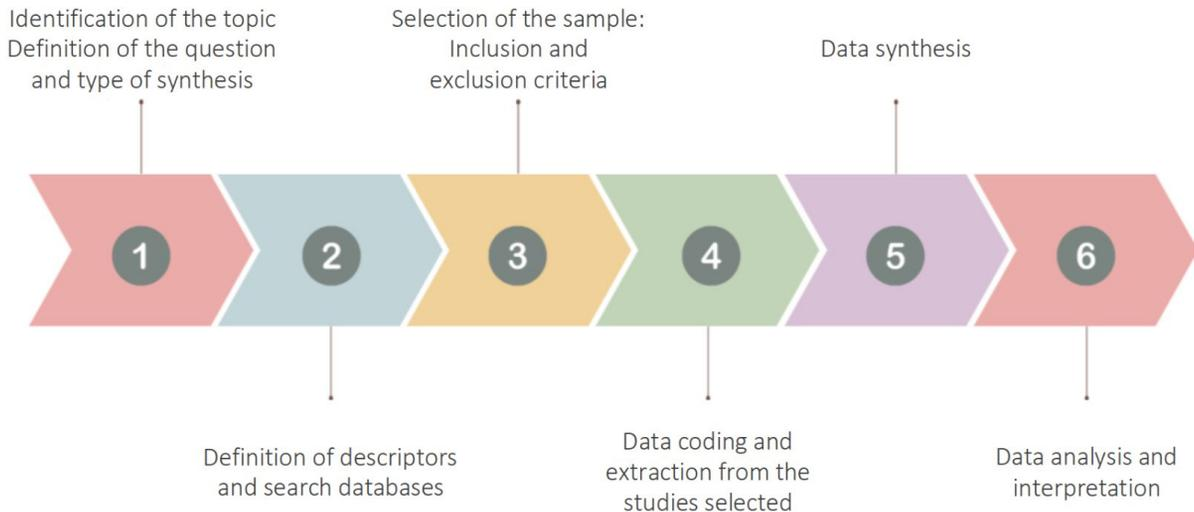 Identification of the topic
Definition of the question
and type of synthesis
Selection of the sample:
Inclusion and
exclusion criteria
Data synthesis
1
2
3
4
5
6
Definition of descriptors
and search databases
Data coding and
extraction from the
studies selected
Data analysis and
interpretation